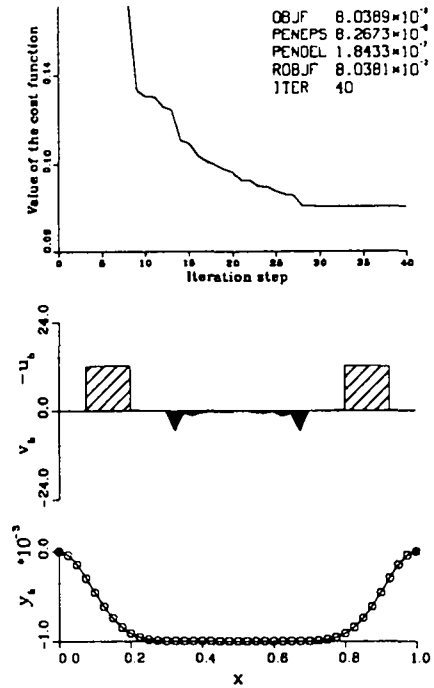 OBJF 8.0389*10⁻²
PENEPS 8.2673*10⁻⁶
PENDEL 1.8433*10⁻⁷
ROBJF 8.0381*10⁻²
ITER 40
Value of the cost function
0.14
0.10
0.06
0 5 10 15 20 25 30 35 40
Iteration step
v_h -u_h
24.0
0.0
-24.0
y_h *10⁻³
0.0
-1.0
0.0 0.2 0.4 0.6 0.8 1.0
x